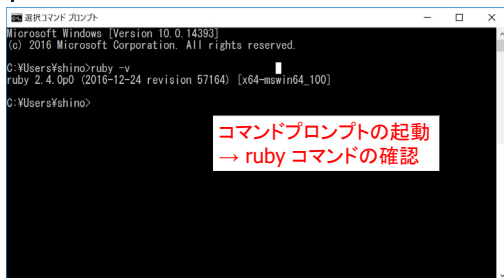 選択コマンド プロンプト
Microsoft Windows [Version 10.0.14393]
(c) 2016 Microsoft Corporation. All rights reserved.
C:¥Users¥shino>ruby -v
ruby 2.4.0p0 (2016-12-24 revision 57164) [x64-mswin64_100]
C:¥Users¥shino>
コマンドプロンプトの起動
→ ruby コマンドの確認